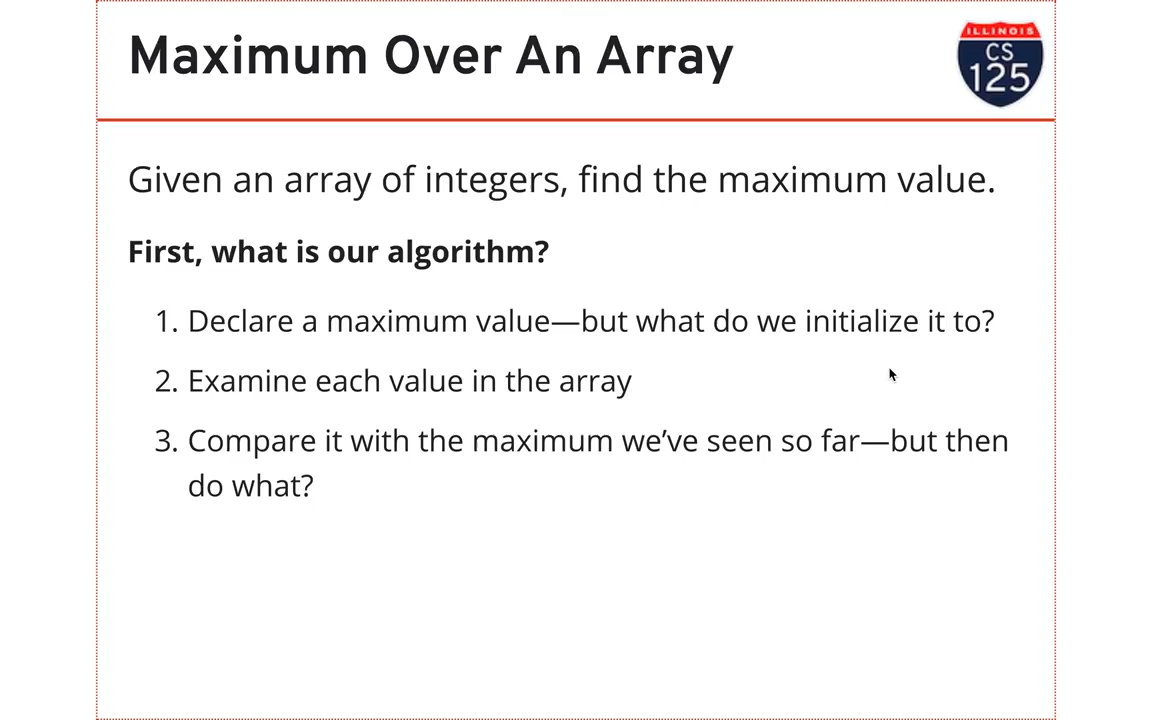 Maximum Over An Array
ILLINOIS
CS
125
Given an array of integers, find the maximum value.
First, what is our algorithm?
1. Declare a maximum value—but what do we initialize it to?
2. Examine each value in the array
3. Compare it with the maximum we’ve seen so far—but then
do what?